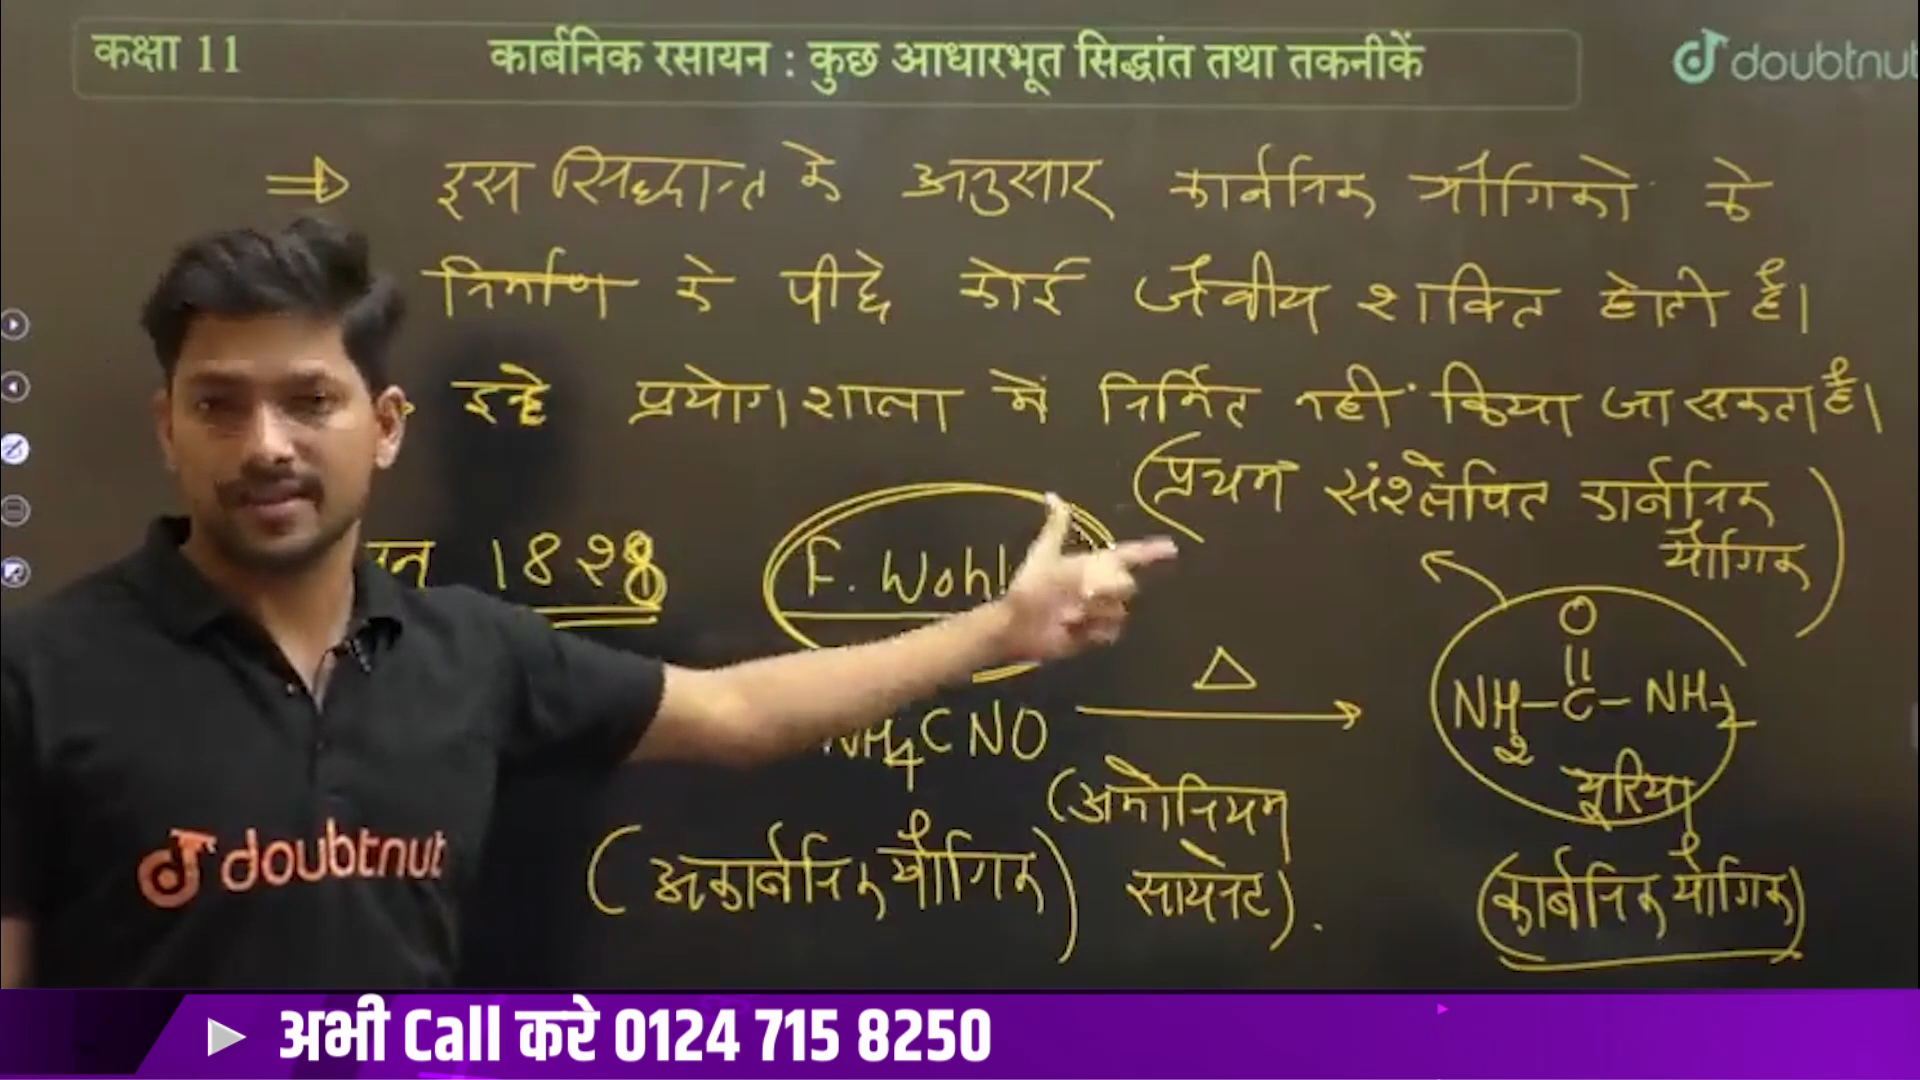 कक्षा 11
कार्बनिक रसायन : कुछ आधारभूत सिद्धांत तथा तकनीकें
doubtnut
⇒ इस सिद्धान्त के अनुसार कार्बनिक यौगिको के
निर्माण के पीछे कोई जैवीय शक्ति होती है।
इन्हे प्रयोगशाला में निर्मित नहीं किया जा सकता है।
(प्रथम संश्लेषित कार्बनिक
यौगिक)
सन 1828
F. Wohl
O
||
NH₂-C-NH₂
NH₄CNO
Δ
यूरिया
(अमोनियम
सायनेट).
(अकार्बनिक यौगिक)
(कार्बनिक यौगिक)
doubtnut
अभी Call करे 0124 715 8250